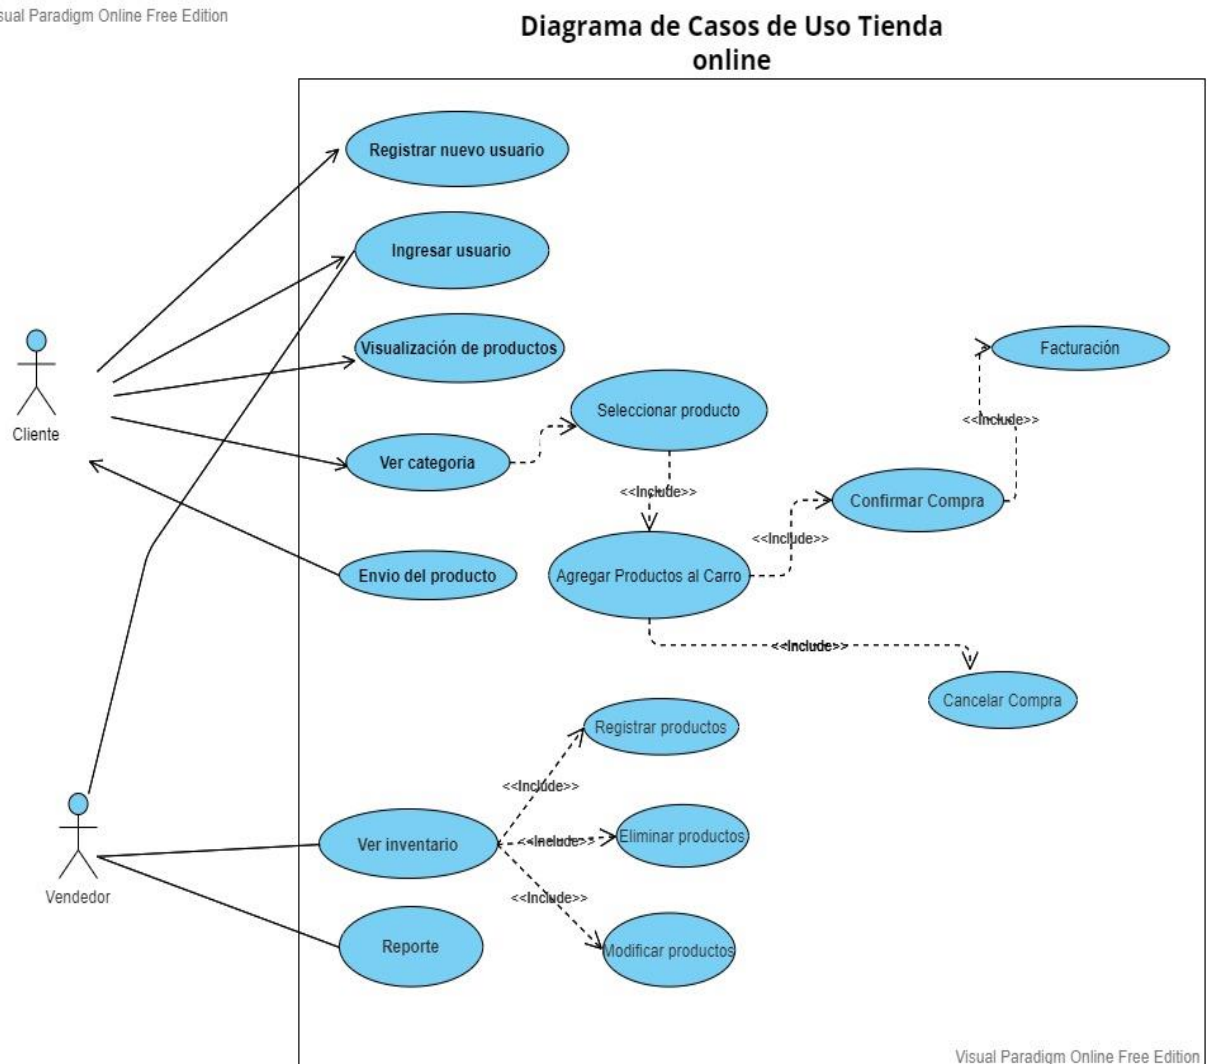 sual Paradigm Online Free Edition
Diagrama de Casos de Uso Tienda
online
Registrar nuevo usuario
Ingresar usuario
Visualización de productos
Facturación
Seleccionar producto
<<Include>>
Cliente
Ver categoria
<<Include>>
Confirmar Compra
<<Include>>
Envio del producto
Agregar Productos al Carro
<<Include>>
Cancelar Compra
Registrar productos
<<Include>>
Ver inventario
<<Include>>
Eliminar productos
Vendedor
<<Include>>
Reporte
Modificar productos
Visual Paradigm Online Free Edition